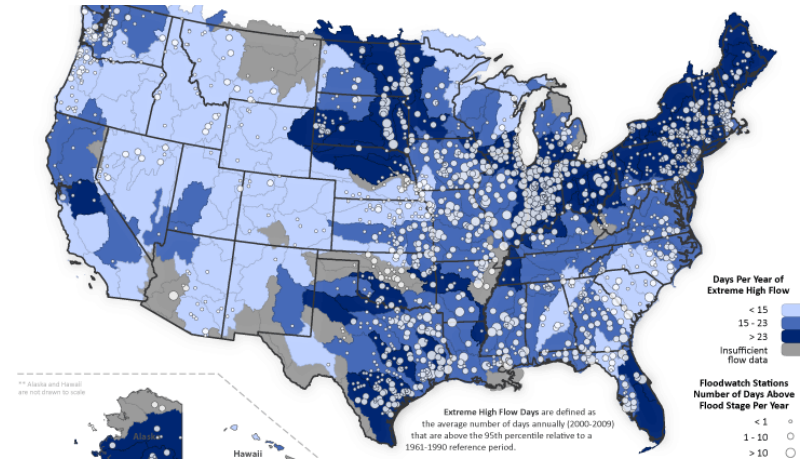 Days Per Year of
Extreme High Flow
< 15
15 - 23
> 23
Insufficient
flow data
** Alaska and Hawaii
are not drawn to scale
Floodwatch Stations
Number of Days Above
Flood Stage Per Year
< 1
1 - 10
> 10
Extreme High Flow Days are defined as
the average number of days annually (2000-2009)
that are above the 95th percentile relative to a
1961-1990 reference period.
Alaska
Hawaii